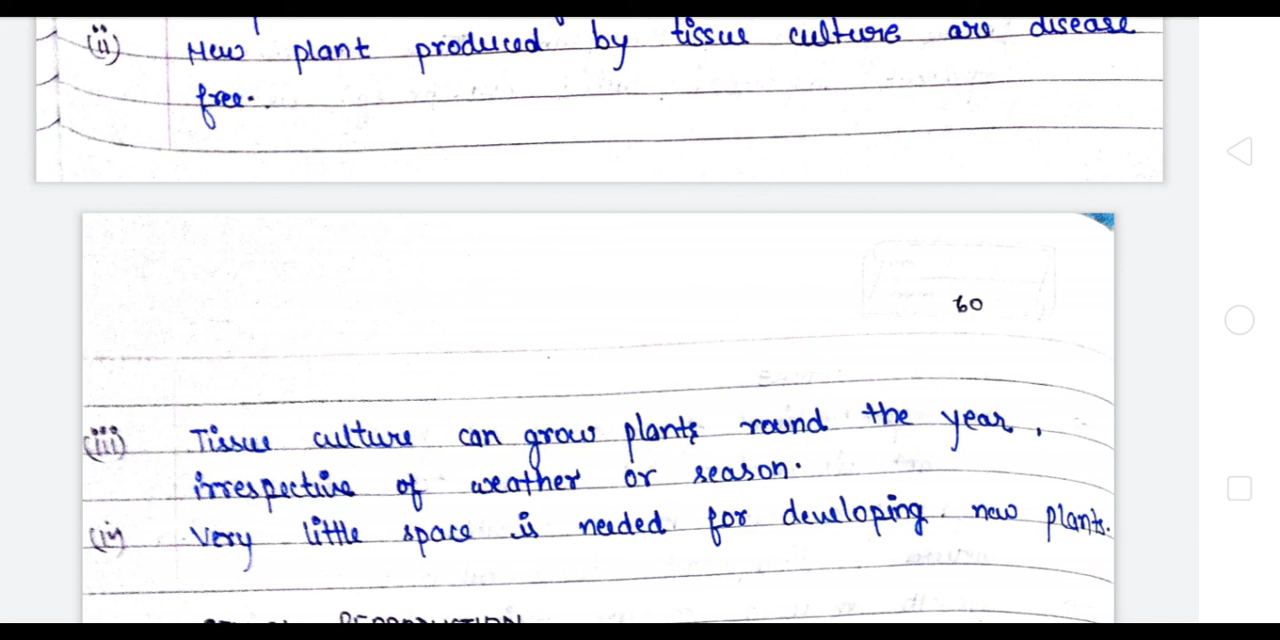 (ii) New plant produced by tissue culture are disease
free.
60
(iii) Tissue culture can grow plants round the year,
irrespective of weather or season.
(iv) Very little space is needed for developing new plants.
REPRODUCTION